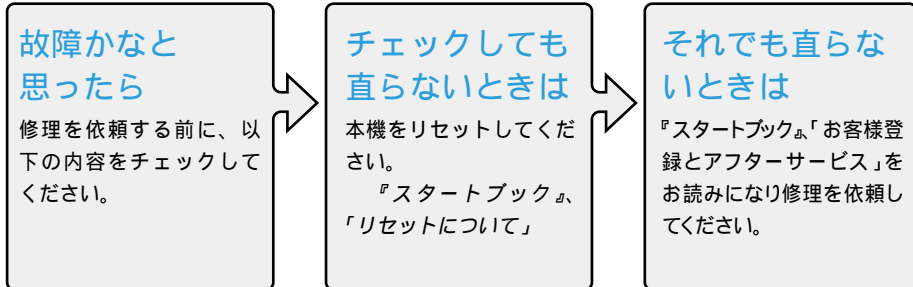 故障かなと
思ったら
修理を依頼する前に、以
下の内容をチェックして
ください。
チェックしても
直らないときは
本機をリセットしてくだ
さい。
『スタートブック』、
「リセットについて」
それでも直らな
いときは
『スタートブック』、「お客様登
録とアフターサービス」を
お読みになり修理を依頼し
てください。